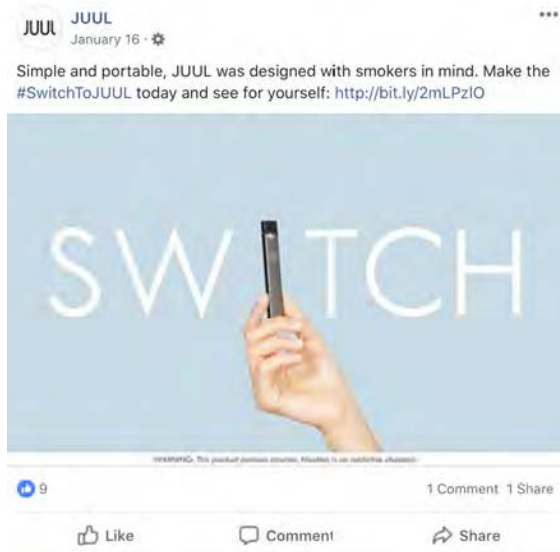 JUUL
JUUL
January 16 ·
Simple and portable, JUUL was designed with smokers in mind. Make the
#SwitchToJUUL today and see for yourself: http://bit.ly/2mLPzlO
SW TCH
WARNING: This product contains nicotine. Nicotine is an addictive chemical.
9
1 Comment 1 Share
Like
Comment
Share